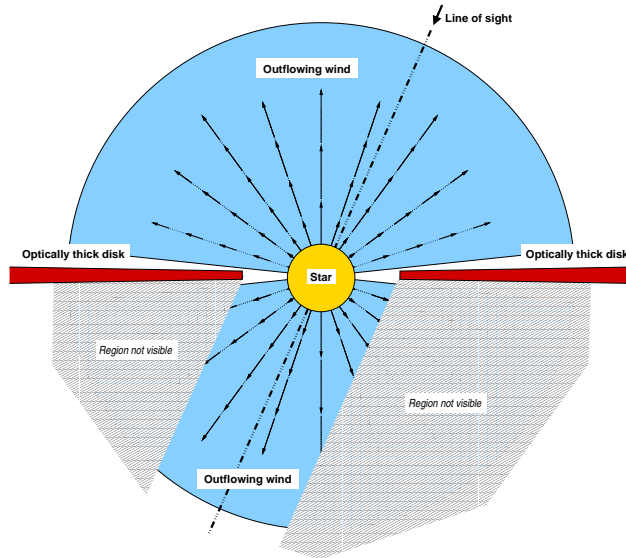 Line of sight
Outflowing wind
Optically thick disk
Optically thick disk
Star
Region not visible
Region not visible
Outflowing wind